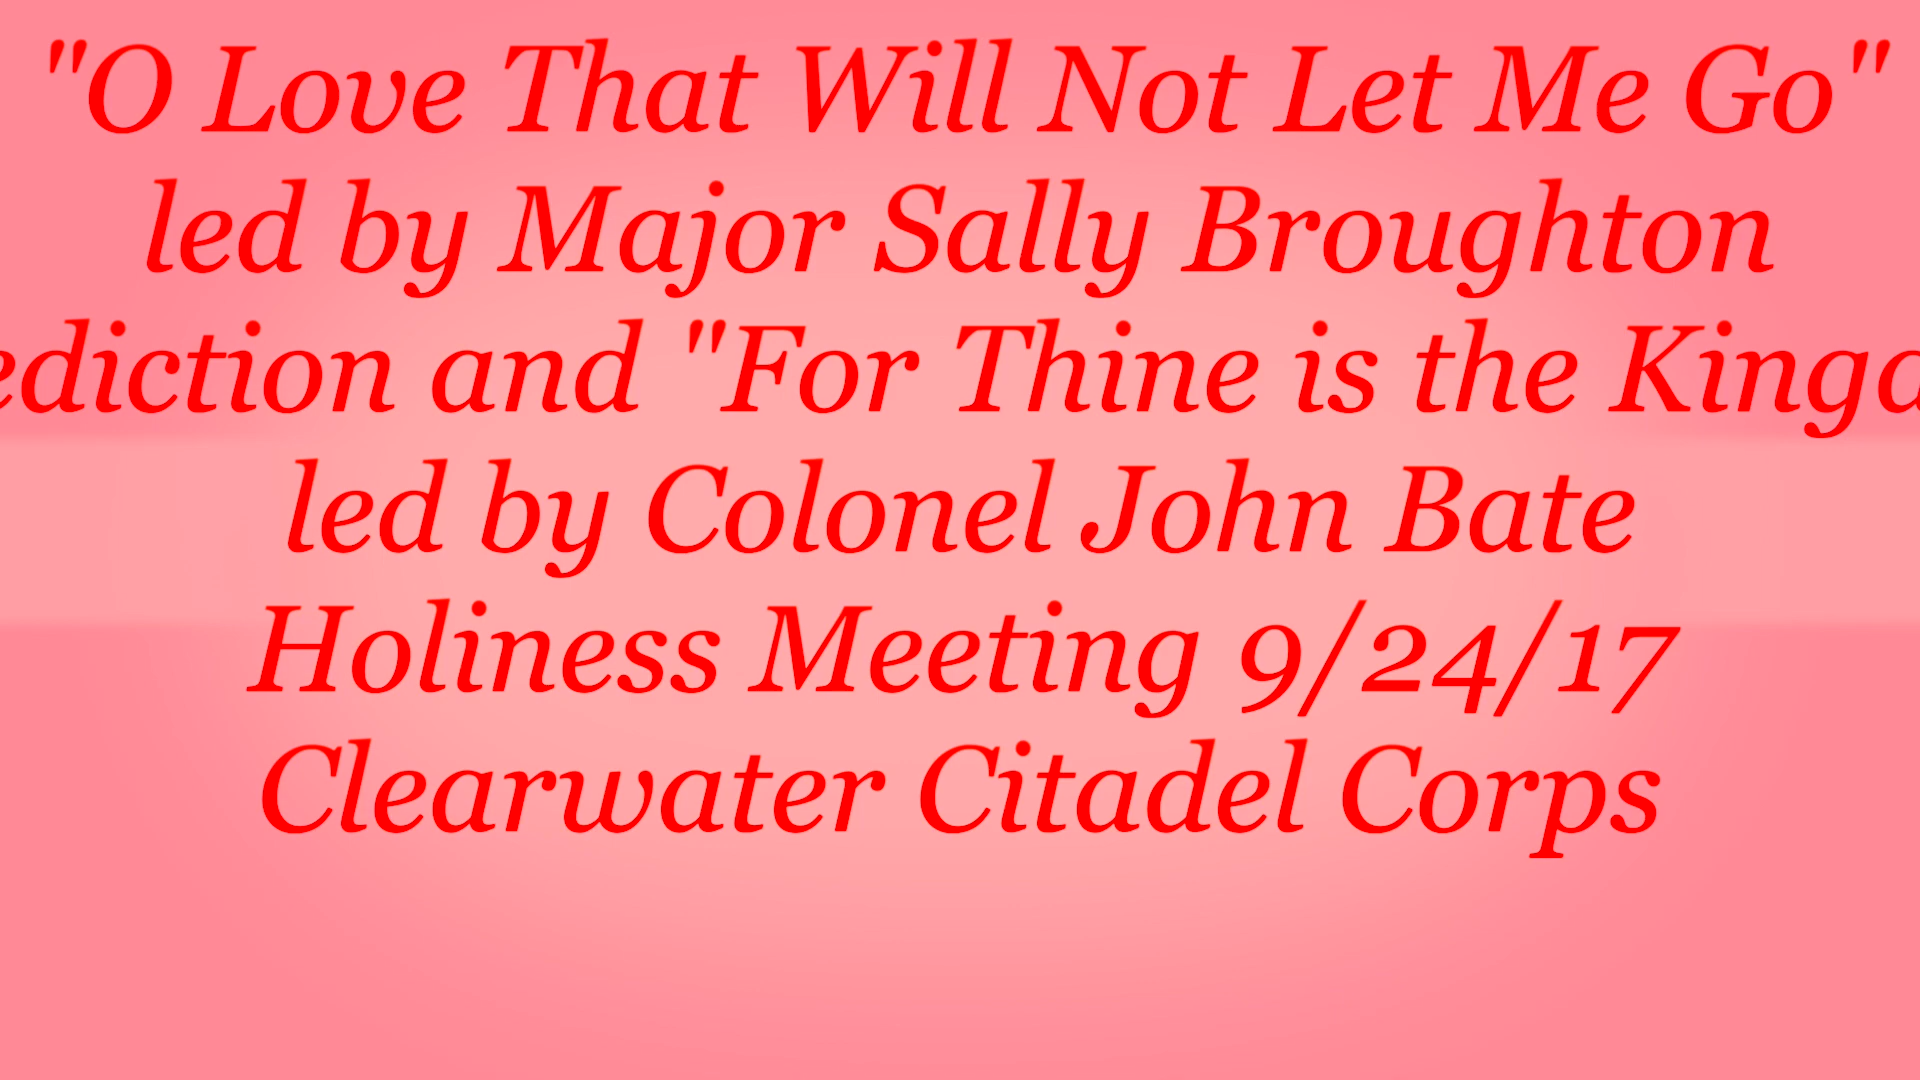 "O Love That Will Not Let Me Go"
led by Major Sally Broughton
ediction and "For Thine is the Kingd
led by Colonel John Bate
Holiness Meeting 9/24/17
Clearwater Citadel Corps